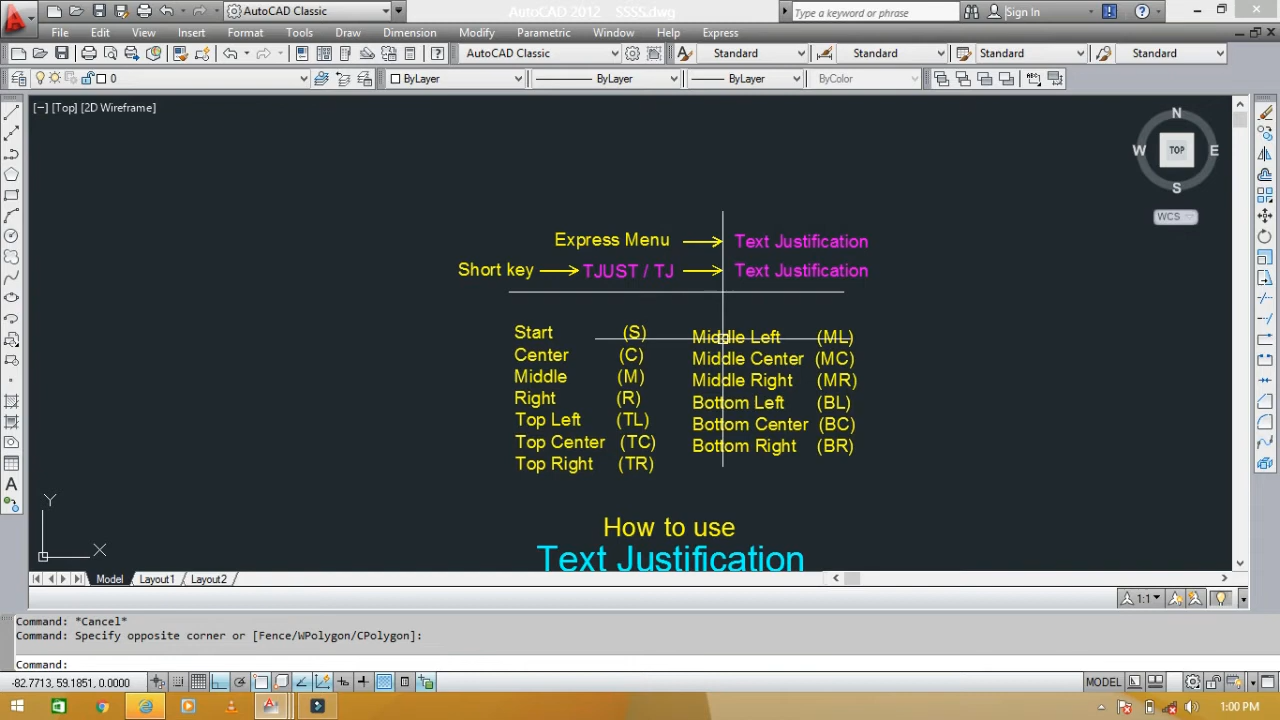 AutoCAD Classic
AutoCAD 2012 SSSS.dwg
Type a keyword or phrase
Sign In
File Edit View Insert Format Tools Draw Dimension Modify Parametric Window Help Express
AutoCAD Classic Standard Standard Standard Standard
0 ByLayer ByLayer ByLayer ByColor
[−] [Top] [2D Wireframe]
N
W TOP E
S
WCS
Express Menu Text Justification
Short key TJUST / TJ Text Justification
Start (S)
Center (C)
Middle (M)
Right (R)
Top Left (TL)
Top Center (TC)
Top Right (TR)
Middle Left (ML)
Middle Center (MC)
Middle Right (MR)
Bottom Left (BL)
Bottom Center (BC)
Bottom Right (BR)
How to use
Text Justification
Y
X
Model Layout1 Layout2
1:1
Command: *Cancel*
Command: Specify opposite corner or [Fence/WPolygon/CPolygon]:
Command:
-82.7713, 59.1851, 0.0000
MODEL
1:00 PM